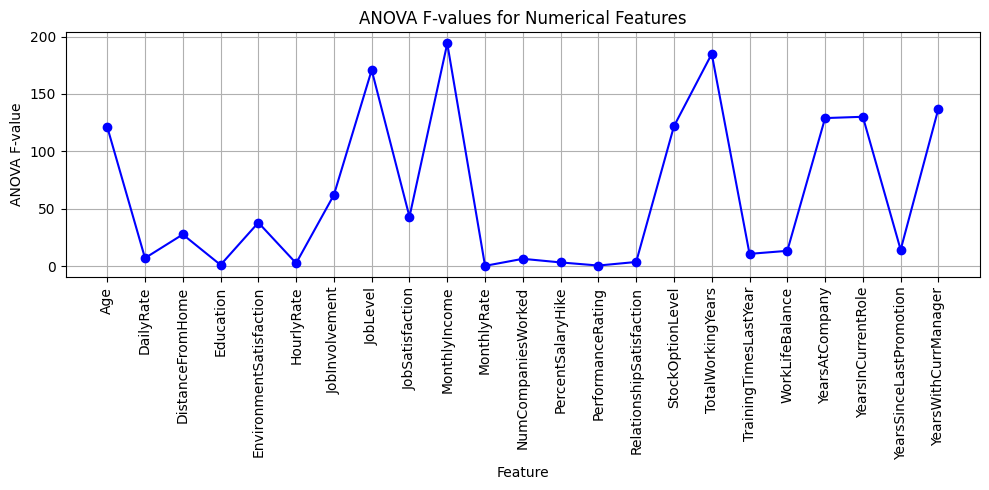 ANOVA F-values for Numerical Features
ANOVA F-value
200
150
100
50
0
Age
DailyRate
DistanceFromHome
Education
EnvironmentSatisfaction
HourlyRate
JobInvolvement
JobLevel
JobSatisfaction
MonthlyIncome
MonthlyRate
NumCompaniesWorked
PercentSalaryHike
PerformanceRating
RelationshipSatisfaction
StockOptionLevel
TotalWorkingYears
TrainingTimesLastYear
WorkLifeBalance
YearsAtCompany
YearsInCurrentRole
YearsSinceLastPromotion
YearsWithCurrManager
Feature